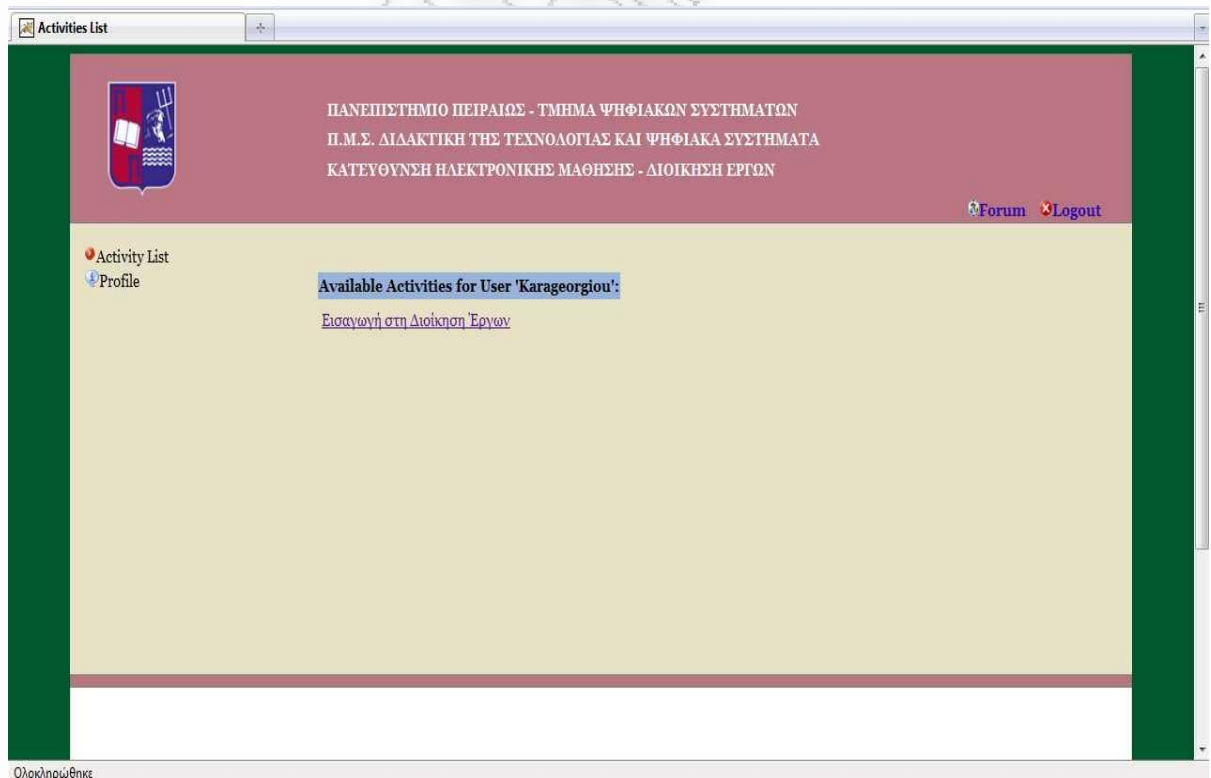 Activities List
ΠΑΝΕΠΙΣΤΗΜΙΟ ΠΕΙΡΑΙΩΣ - ΤΜΗΜΑ ΨΗΦΙΑΚΩΝ ΣΥΣΤΗΜΑΤΩΝ
Π.Μ.Σ. ΔΙΔΑΚΤΙΚΗ ΤΗΣ ΤΕΧΝΟΛΟΓΙΑΣ ΚΑΙ ΨΗΦΙΑΚΑ ΣΥΣΤΗΜΑΤΑ
ΚΑΤΕΥΘΥΝΣΗ ΗΛΕΚΤΡΟΝΙΚΗΣ ΜΑΘΗΣΗΣ - ΔΙΟΙΚΗΣΗ ΕΡΓΩΝ
Forum Logout
Activity List
Profile
Available Activities for User 'Karageorgiou':
Εισαγωγή στη Διοίκηση Έργων
Ολοκληρώθηκε